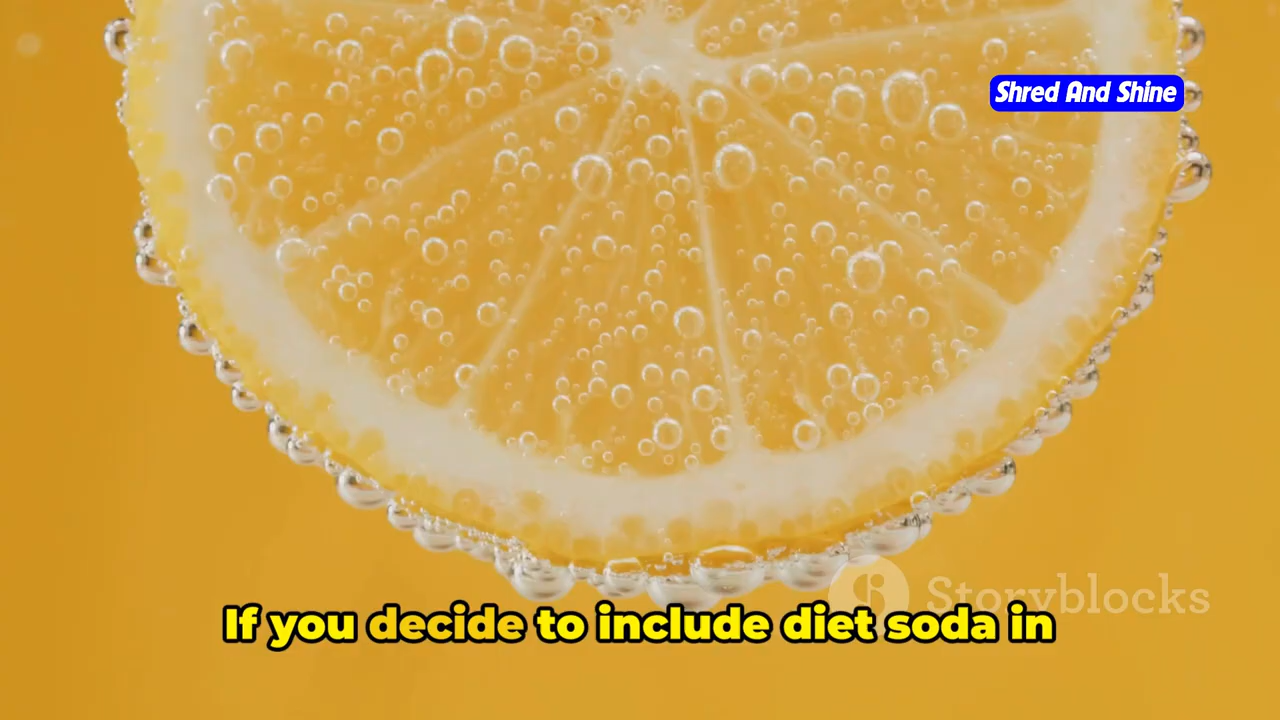 Shred And Shine
Storyblocks
If you decide to include diet soda in